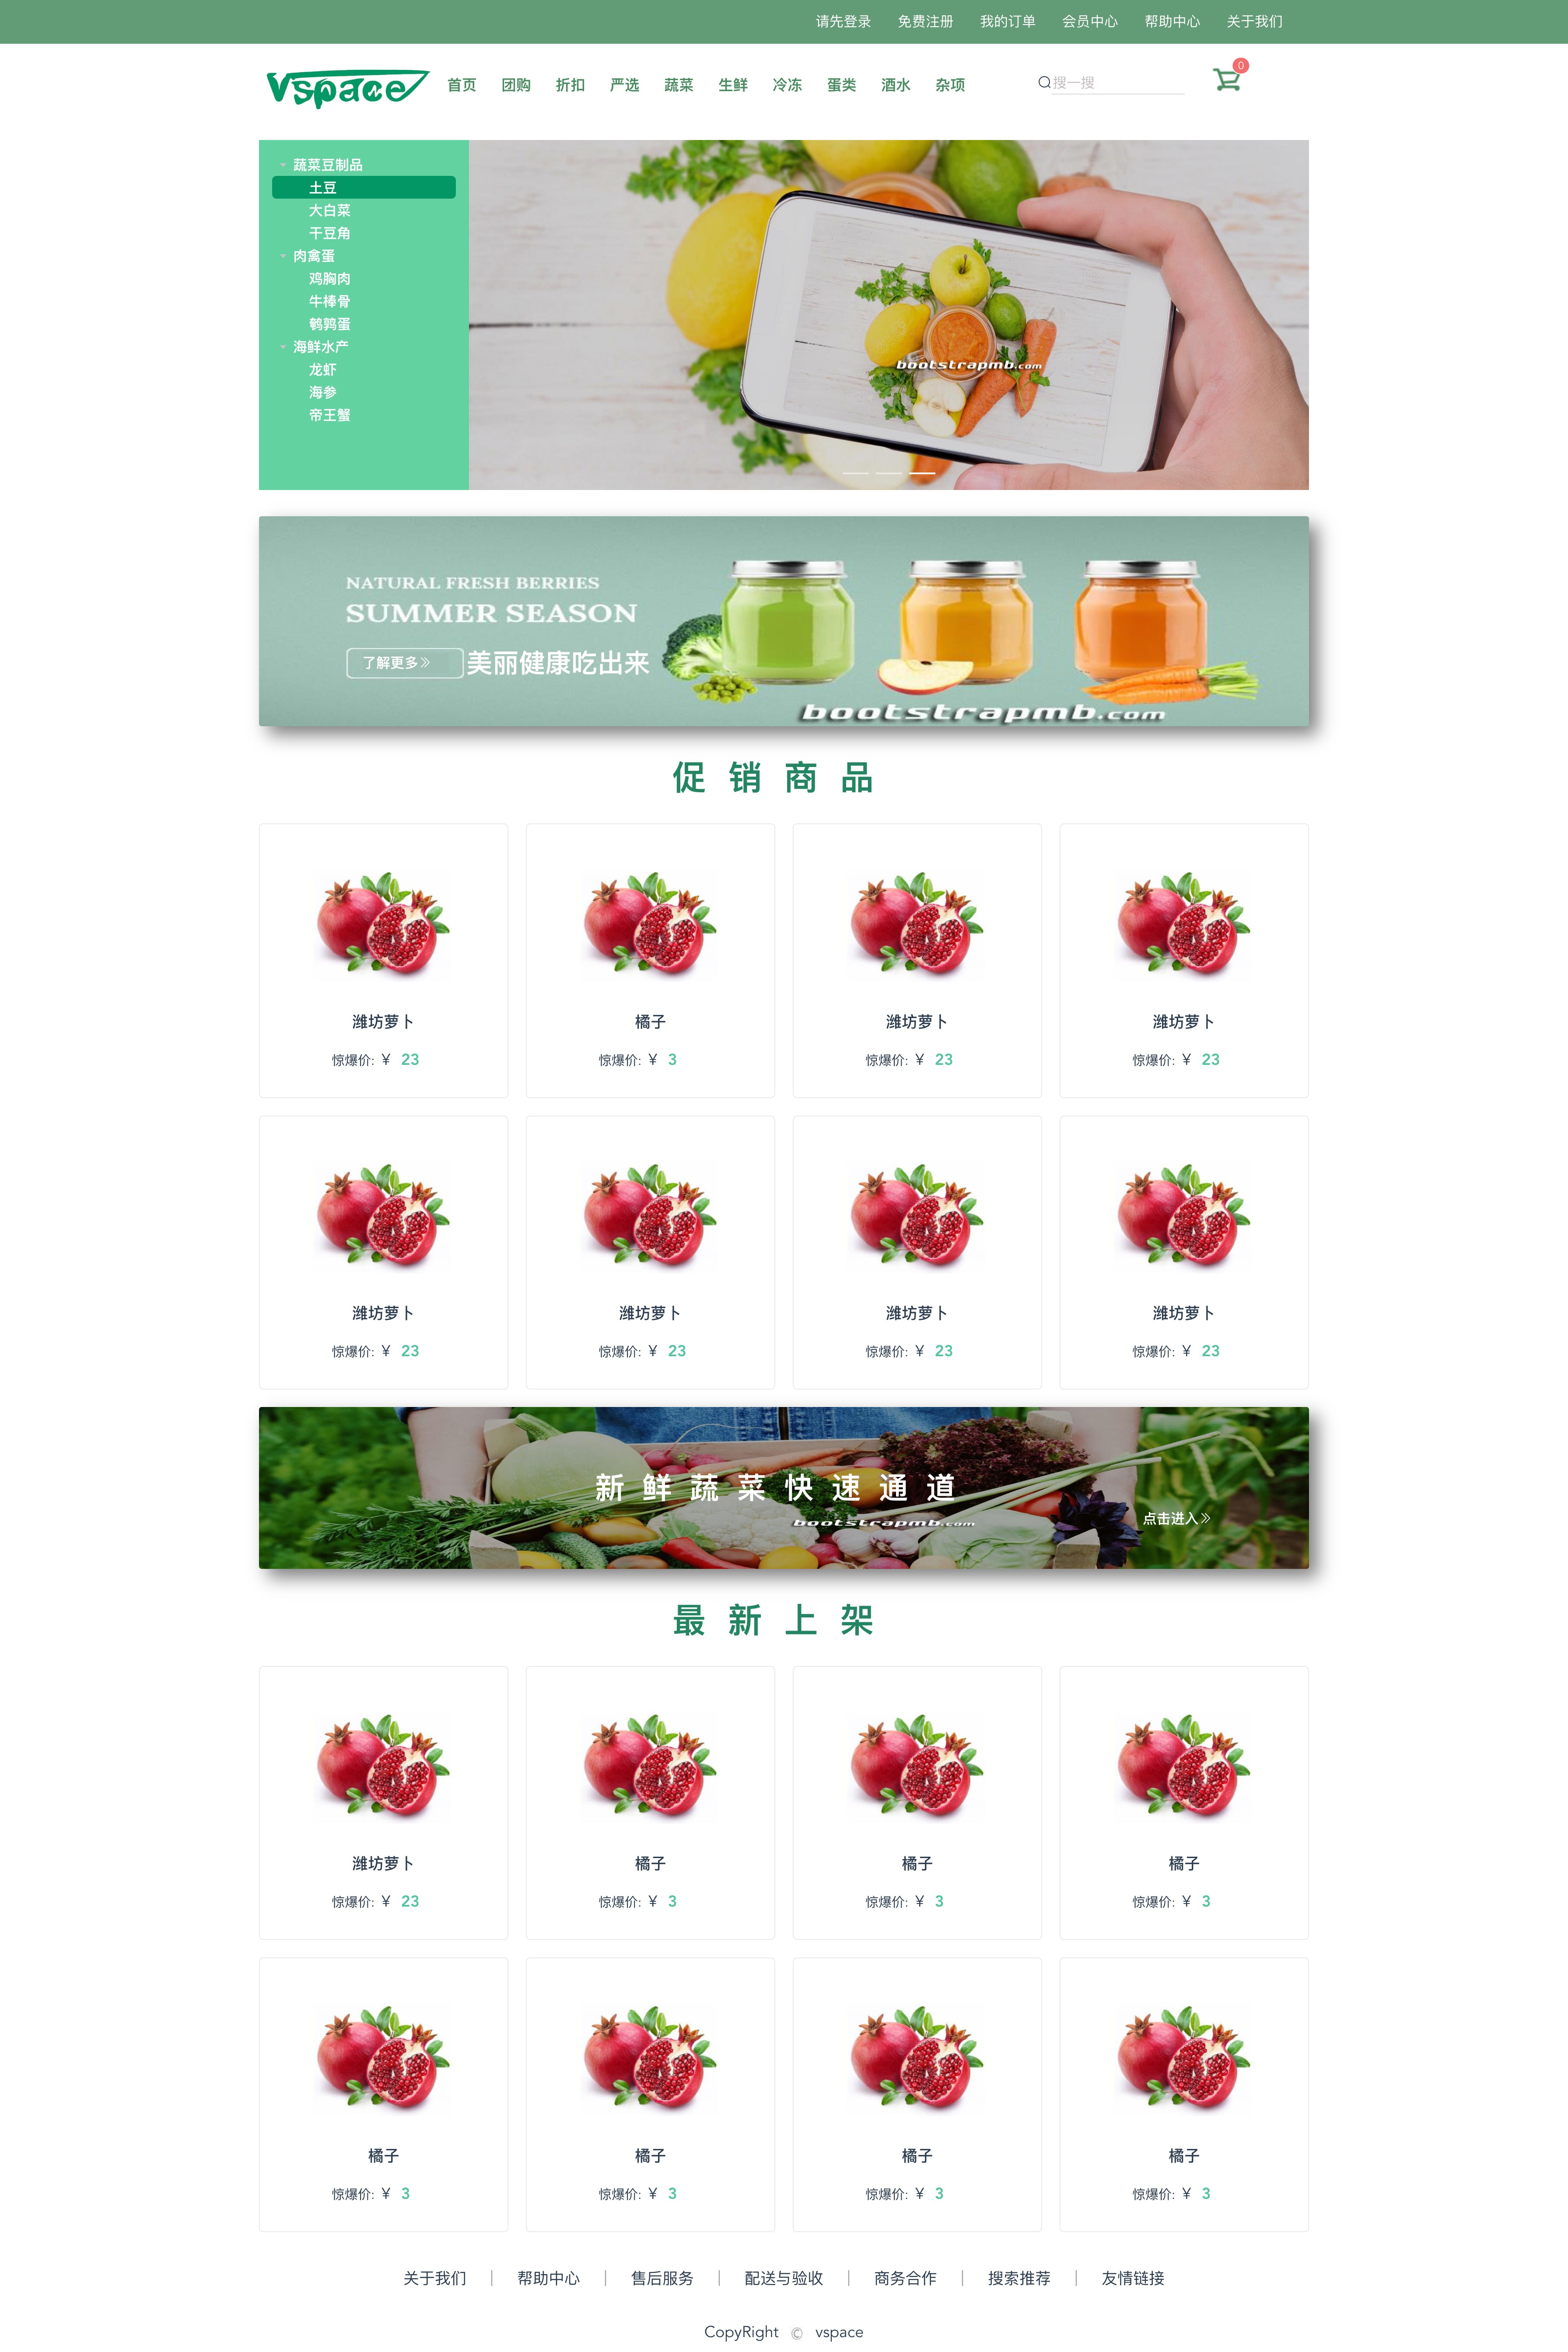 请先登录 免费注册 我的订单 会员中心 帮助中心 关于我们
Vspace 首页 团购 折扣 严选 蔬菜 生鲜 冷冻 蛋类 酒水 杂项 搜一搜 0
蔬菜豆制品
土豆
大白菜
干豆角
肉禽蛋
鸡胸肉
牛棒骨
鹌鹑蛋
海鲜水产
龙虾
海参
帝王蟹
bootstrapmb.com
NATURAL FRESH BERRIES
SUMMER SEASON
了解更多 美丽健康吃出来
bootstrapmb.com
促销商品
潍坊萝卜 橘子 潍坊萝卜 潍坊萝卜
惊爆价: ¥ 23 惊爆价: ¥ 3 惊爆价: ¥ 23 惊爆价: ¥ 23
潍坊萝卜 潍坊萝卜 潍坊萝卜 潍坊萝卜
惊爆价: ¥ 23 惊爆价: ¥ 23 惊爆价: ¥ 23 惊爆价: ¥ 23
新鲜蔬菜快速通道
bootstrapmb.com
点击进入
最新上架
潍坊萝卜 橘子 橘子 橘子
惊爆价: ¥ 23 惊爆价: ¥ 3 惊爆价: ¥ 3 惊爆价: ¥ 3
橘子 橘子 橘子 橘子
惊爆价: ¥ 3 惊爆价: ¥ 3 惊爆价: ¥ 3 惊爆价: ¥ 3
关于我们 | 帮助中心 | 售后服务 | 配送与验收 | 商务合作 | 搜索推荐 | 友情链接
CopyRight © vspace